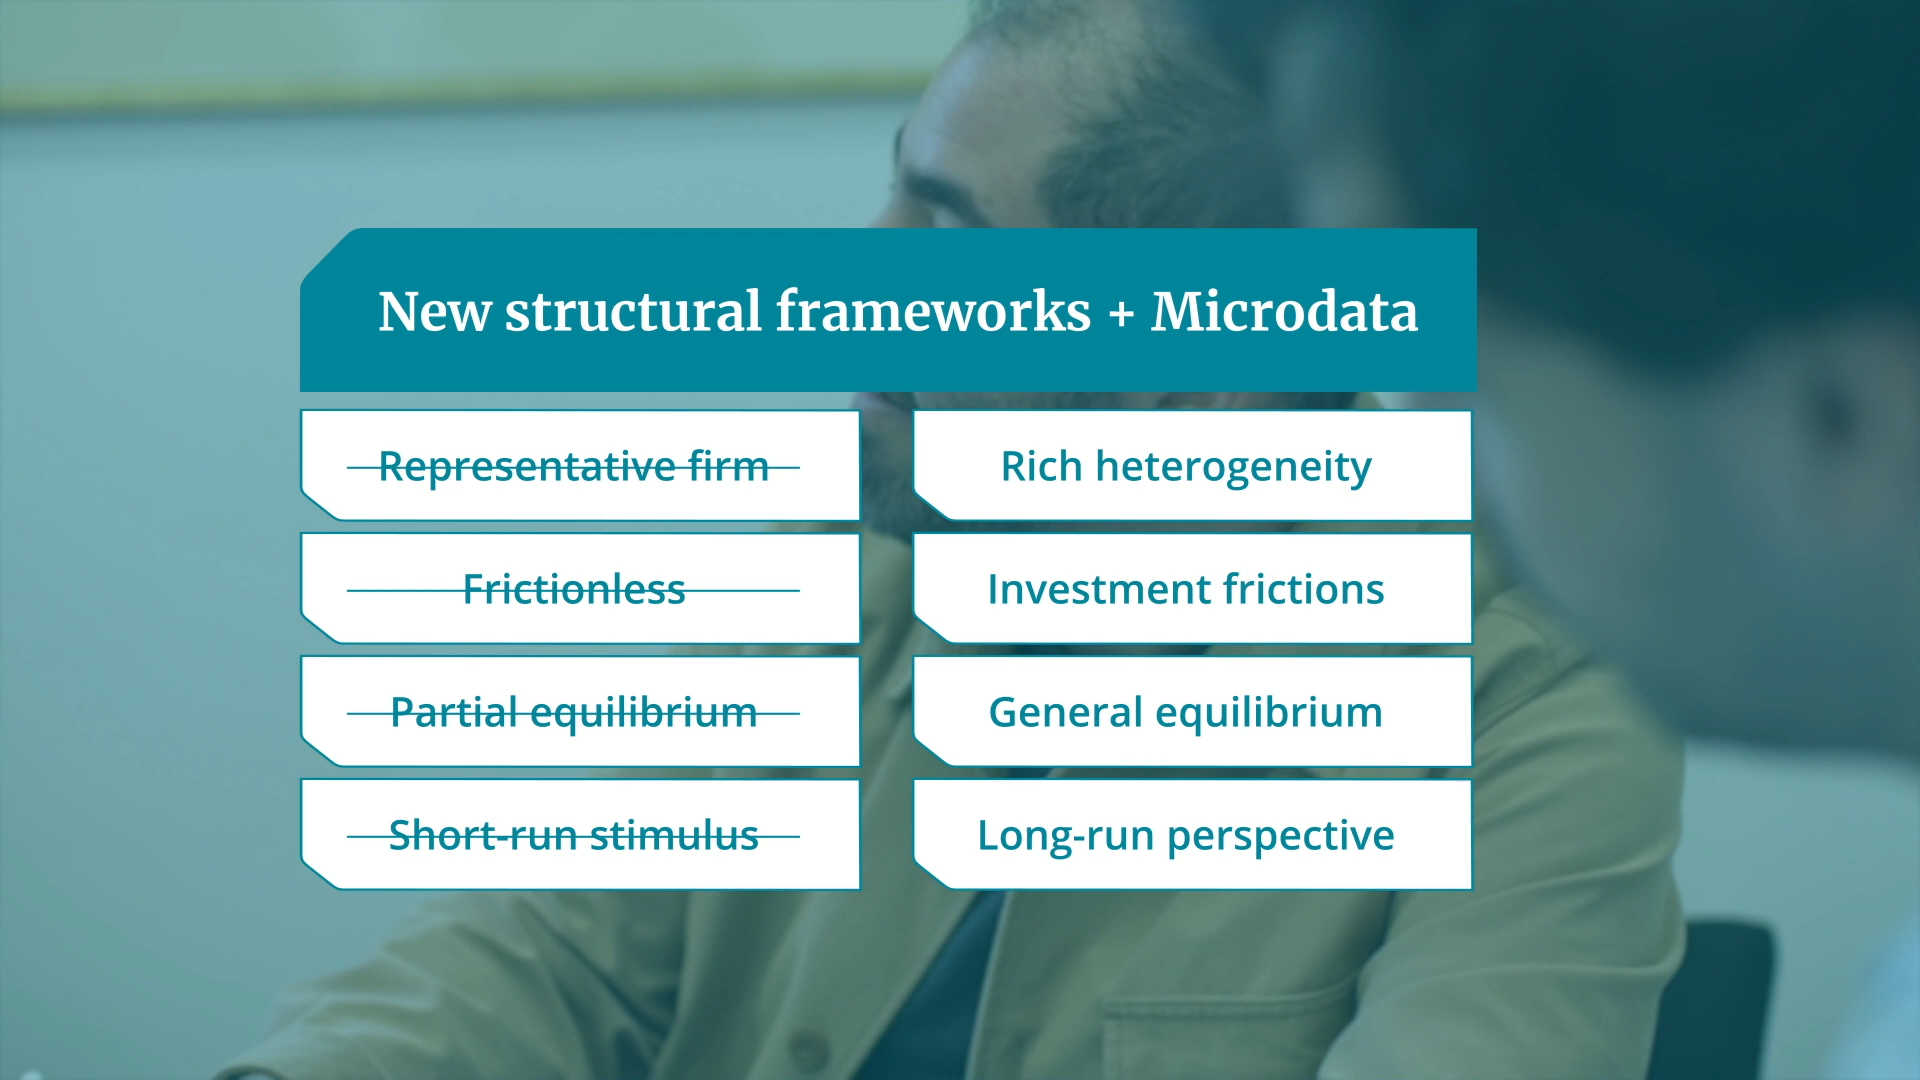 New structural frameworks + Microdata
Representative firm
Rich heterogeneity
Frictionless
Investment frictions
Partial equilibrium
General equilibrium
Short-run stimulus
Long-run perspective